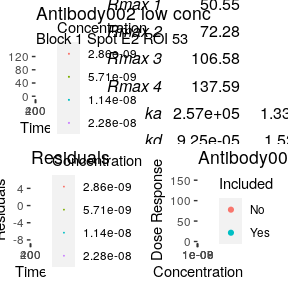 Antibody002 low conc
Block 1 Spot E2 ROI 53
Concentration
120
80
40
0
2.86e-09
5.71e-09
1.14e-08
2.28e-08
Time
Rmax 1 50.55
Rmax 2 72.28
Rmax 3 106.58
Rmax 4 137.59
ka 2.57e+05 1.33
kd 9.25e-05
Residuals
Concentration
Residuals
4
0
-4
-8
2.86e-09
5.71e-09
1.14e-08
2.28e-08
Time
Antibody00
Dose Response
150
100
50
0
Included
No
Yes
Concentration